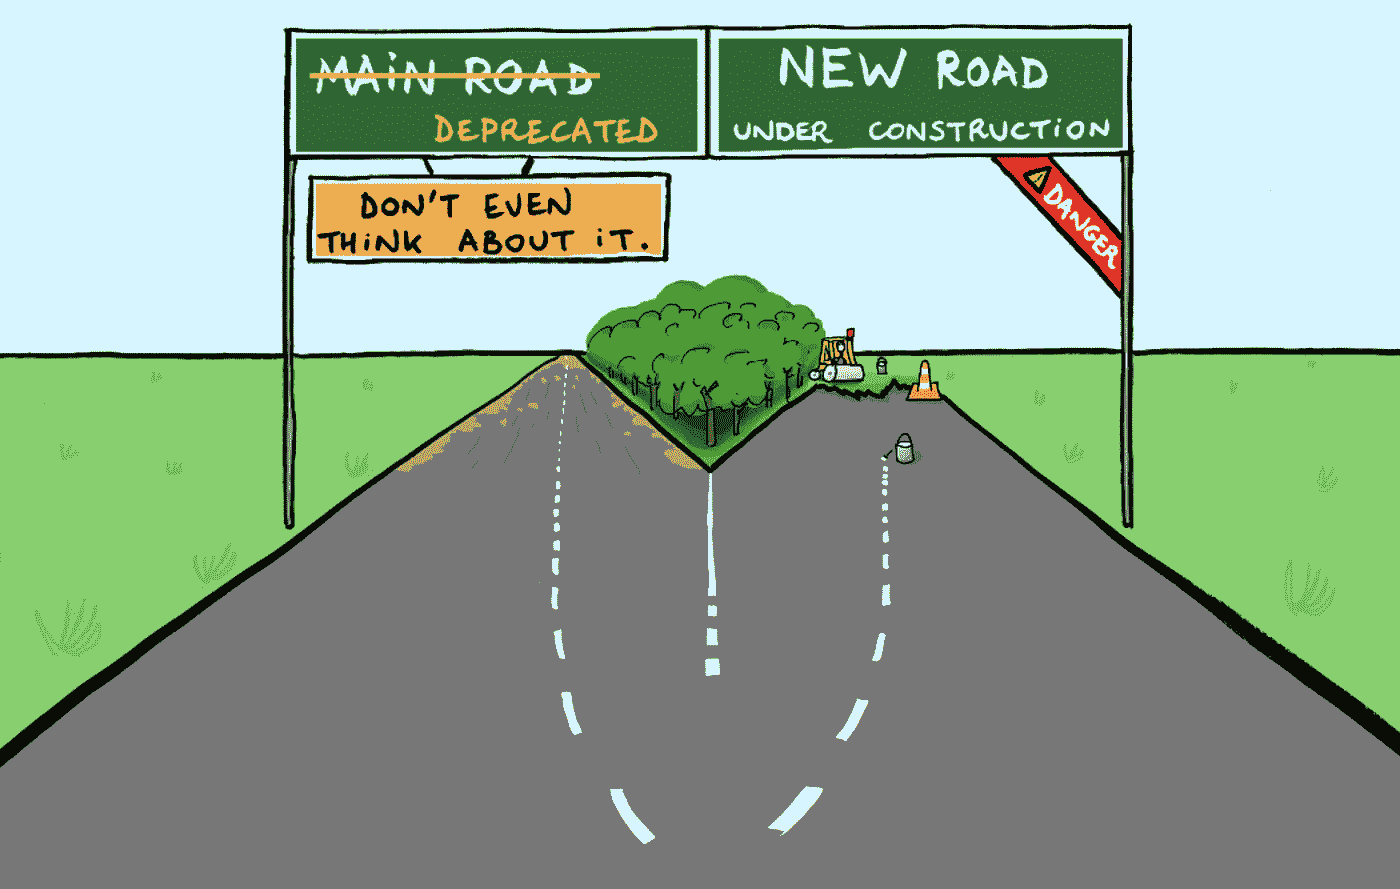 MAiN ROAD
DEPRECATED
DON'T EVEN
THiNK ABOUT iT.
NEW ROAD
UNDER CONSTRUCTiON
DANGER